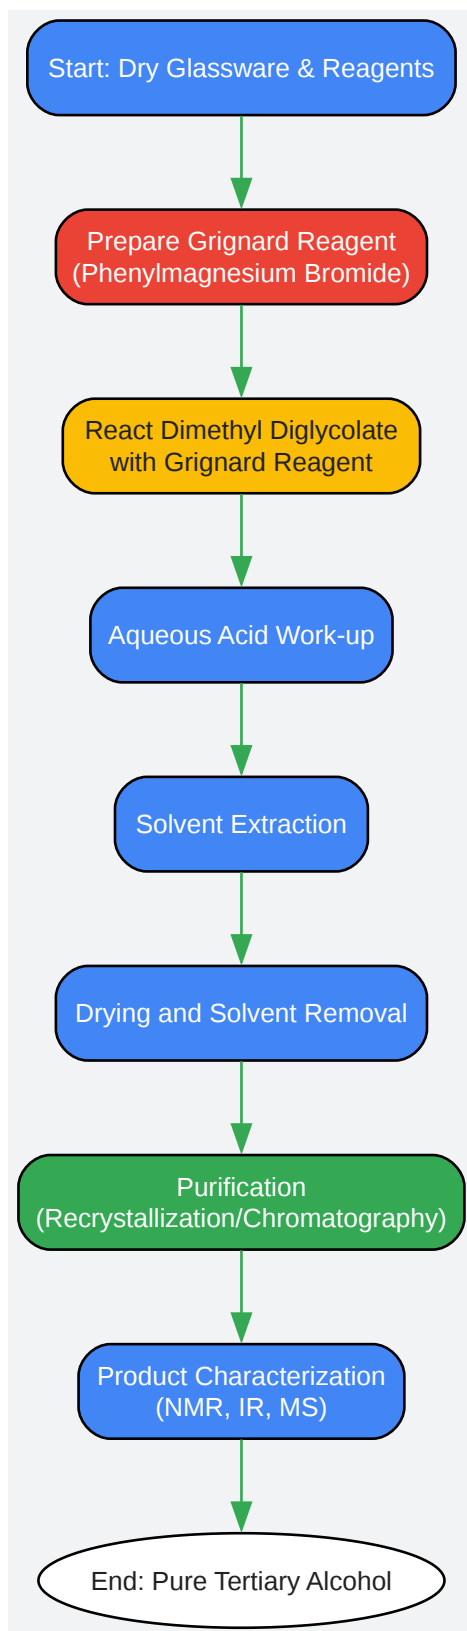 Start: Dry Glassware & Reagents
Prepare Grignard Reagent
(Phenylmagnesium Bromide)
React Dimethyl Diglycolate
with Grignard Reagent
Aqueous Acid Work-up
Solvent Extraction
Drying and Solvent Removal
Purification
(Recrystallization/Chromatography)
Product Characterization
(NMR, IR, MS)
End: Pure Tertiary Alcohol